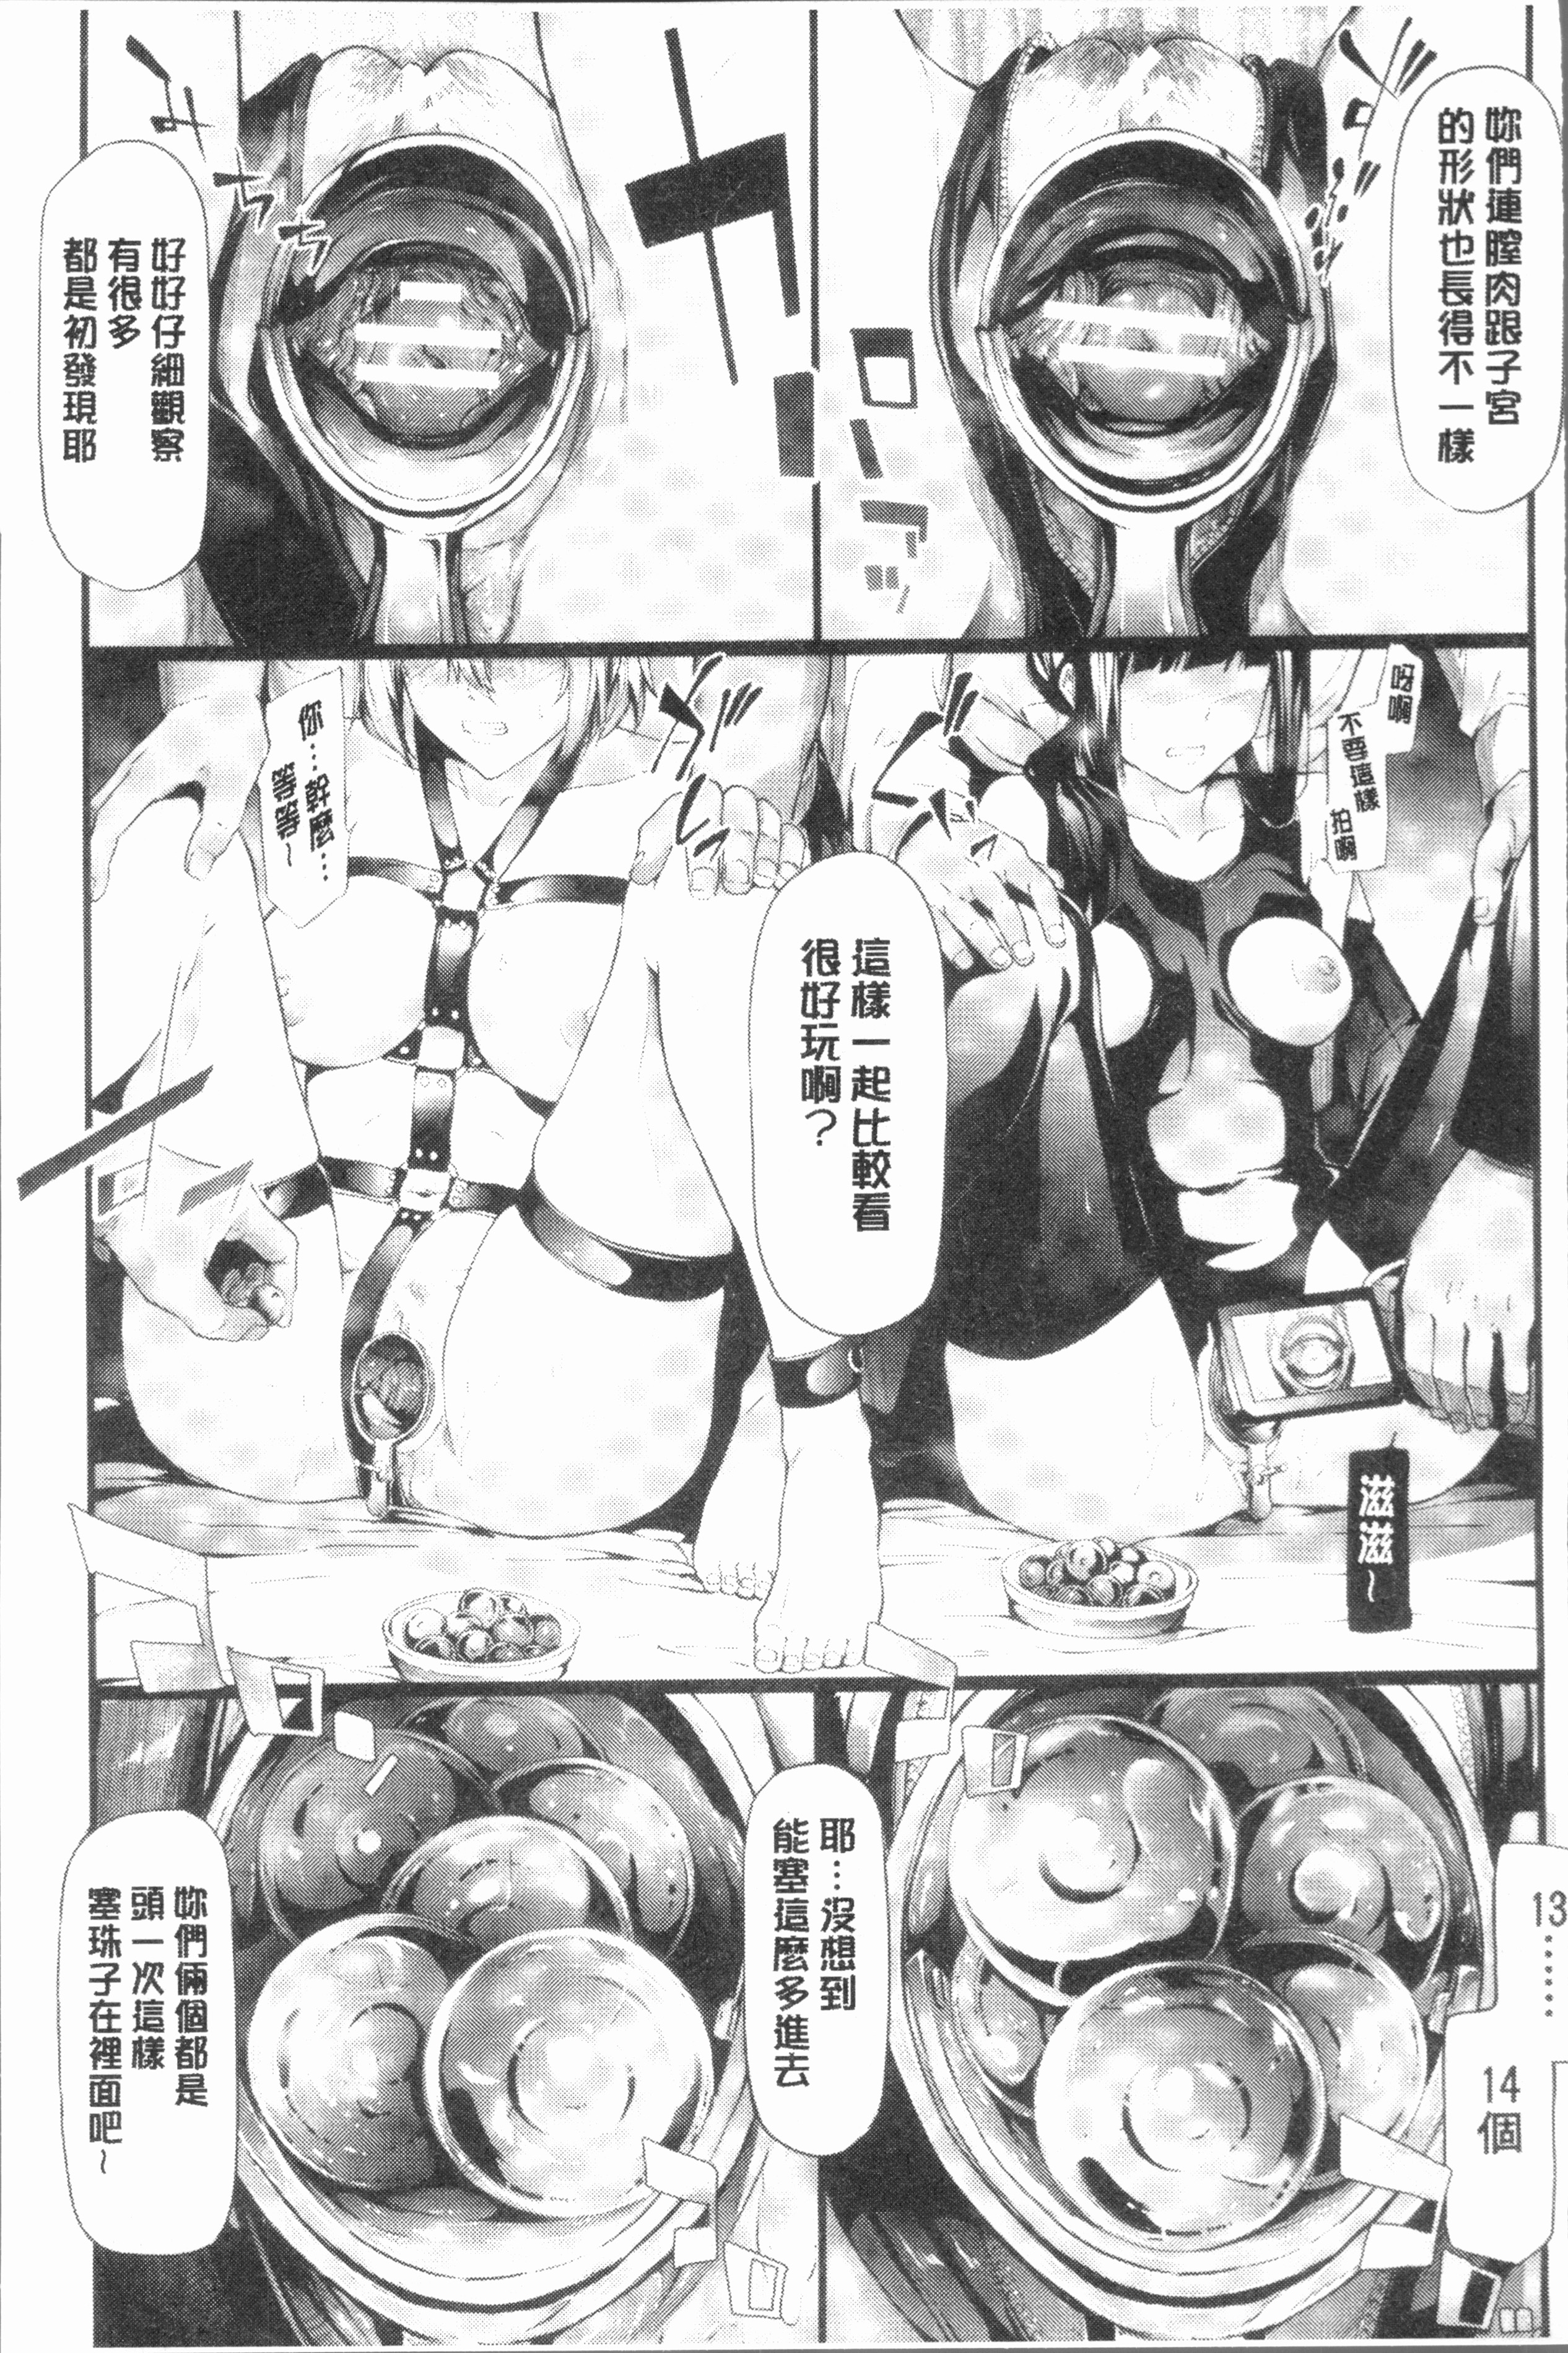 妳們連膣肉跟子宮
的形狀也長得不一樣
好好仔細觀察
有很多
都是初發現耶
呀啊
不要這樣
拍啊
這樣一起比較看
很好玩啊？
你…幹麼…
等等~
滋滋~
13……
14個
耶…沒想到
能塞這麼多進去
妳們倆個都是
頭一次這樣
塞珠子在裡面吧~